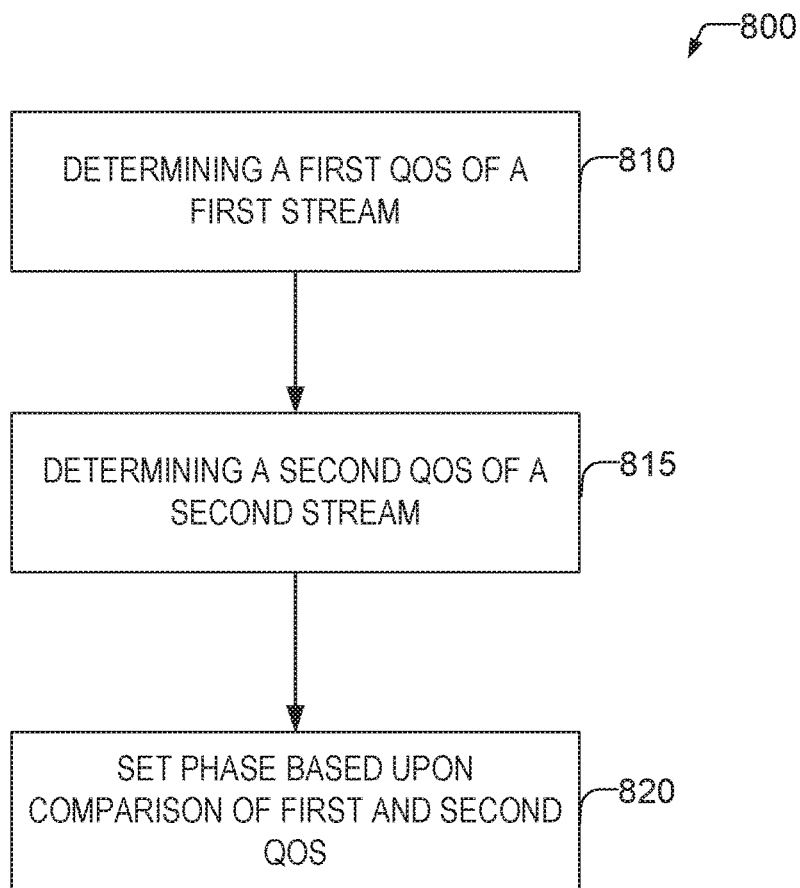 800
DETERMINING A FIRST QOS OF A
FIRST STREAM
810
DETERMINING A SECOND QOS OF A
SECOND STREAM
815
SET PHASE BASED UPON
COMPARISON OF FIRST AND SECOND
QOS
820